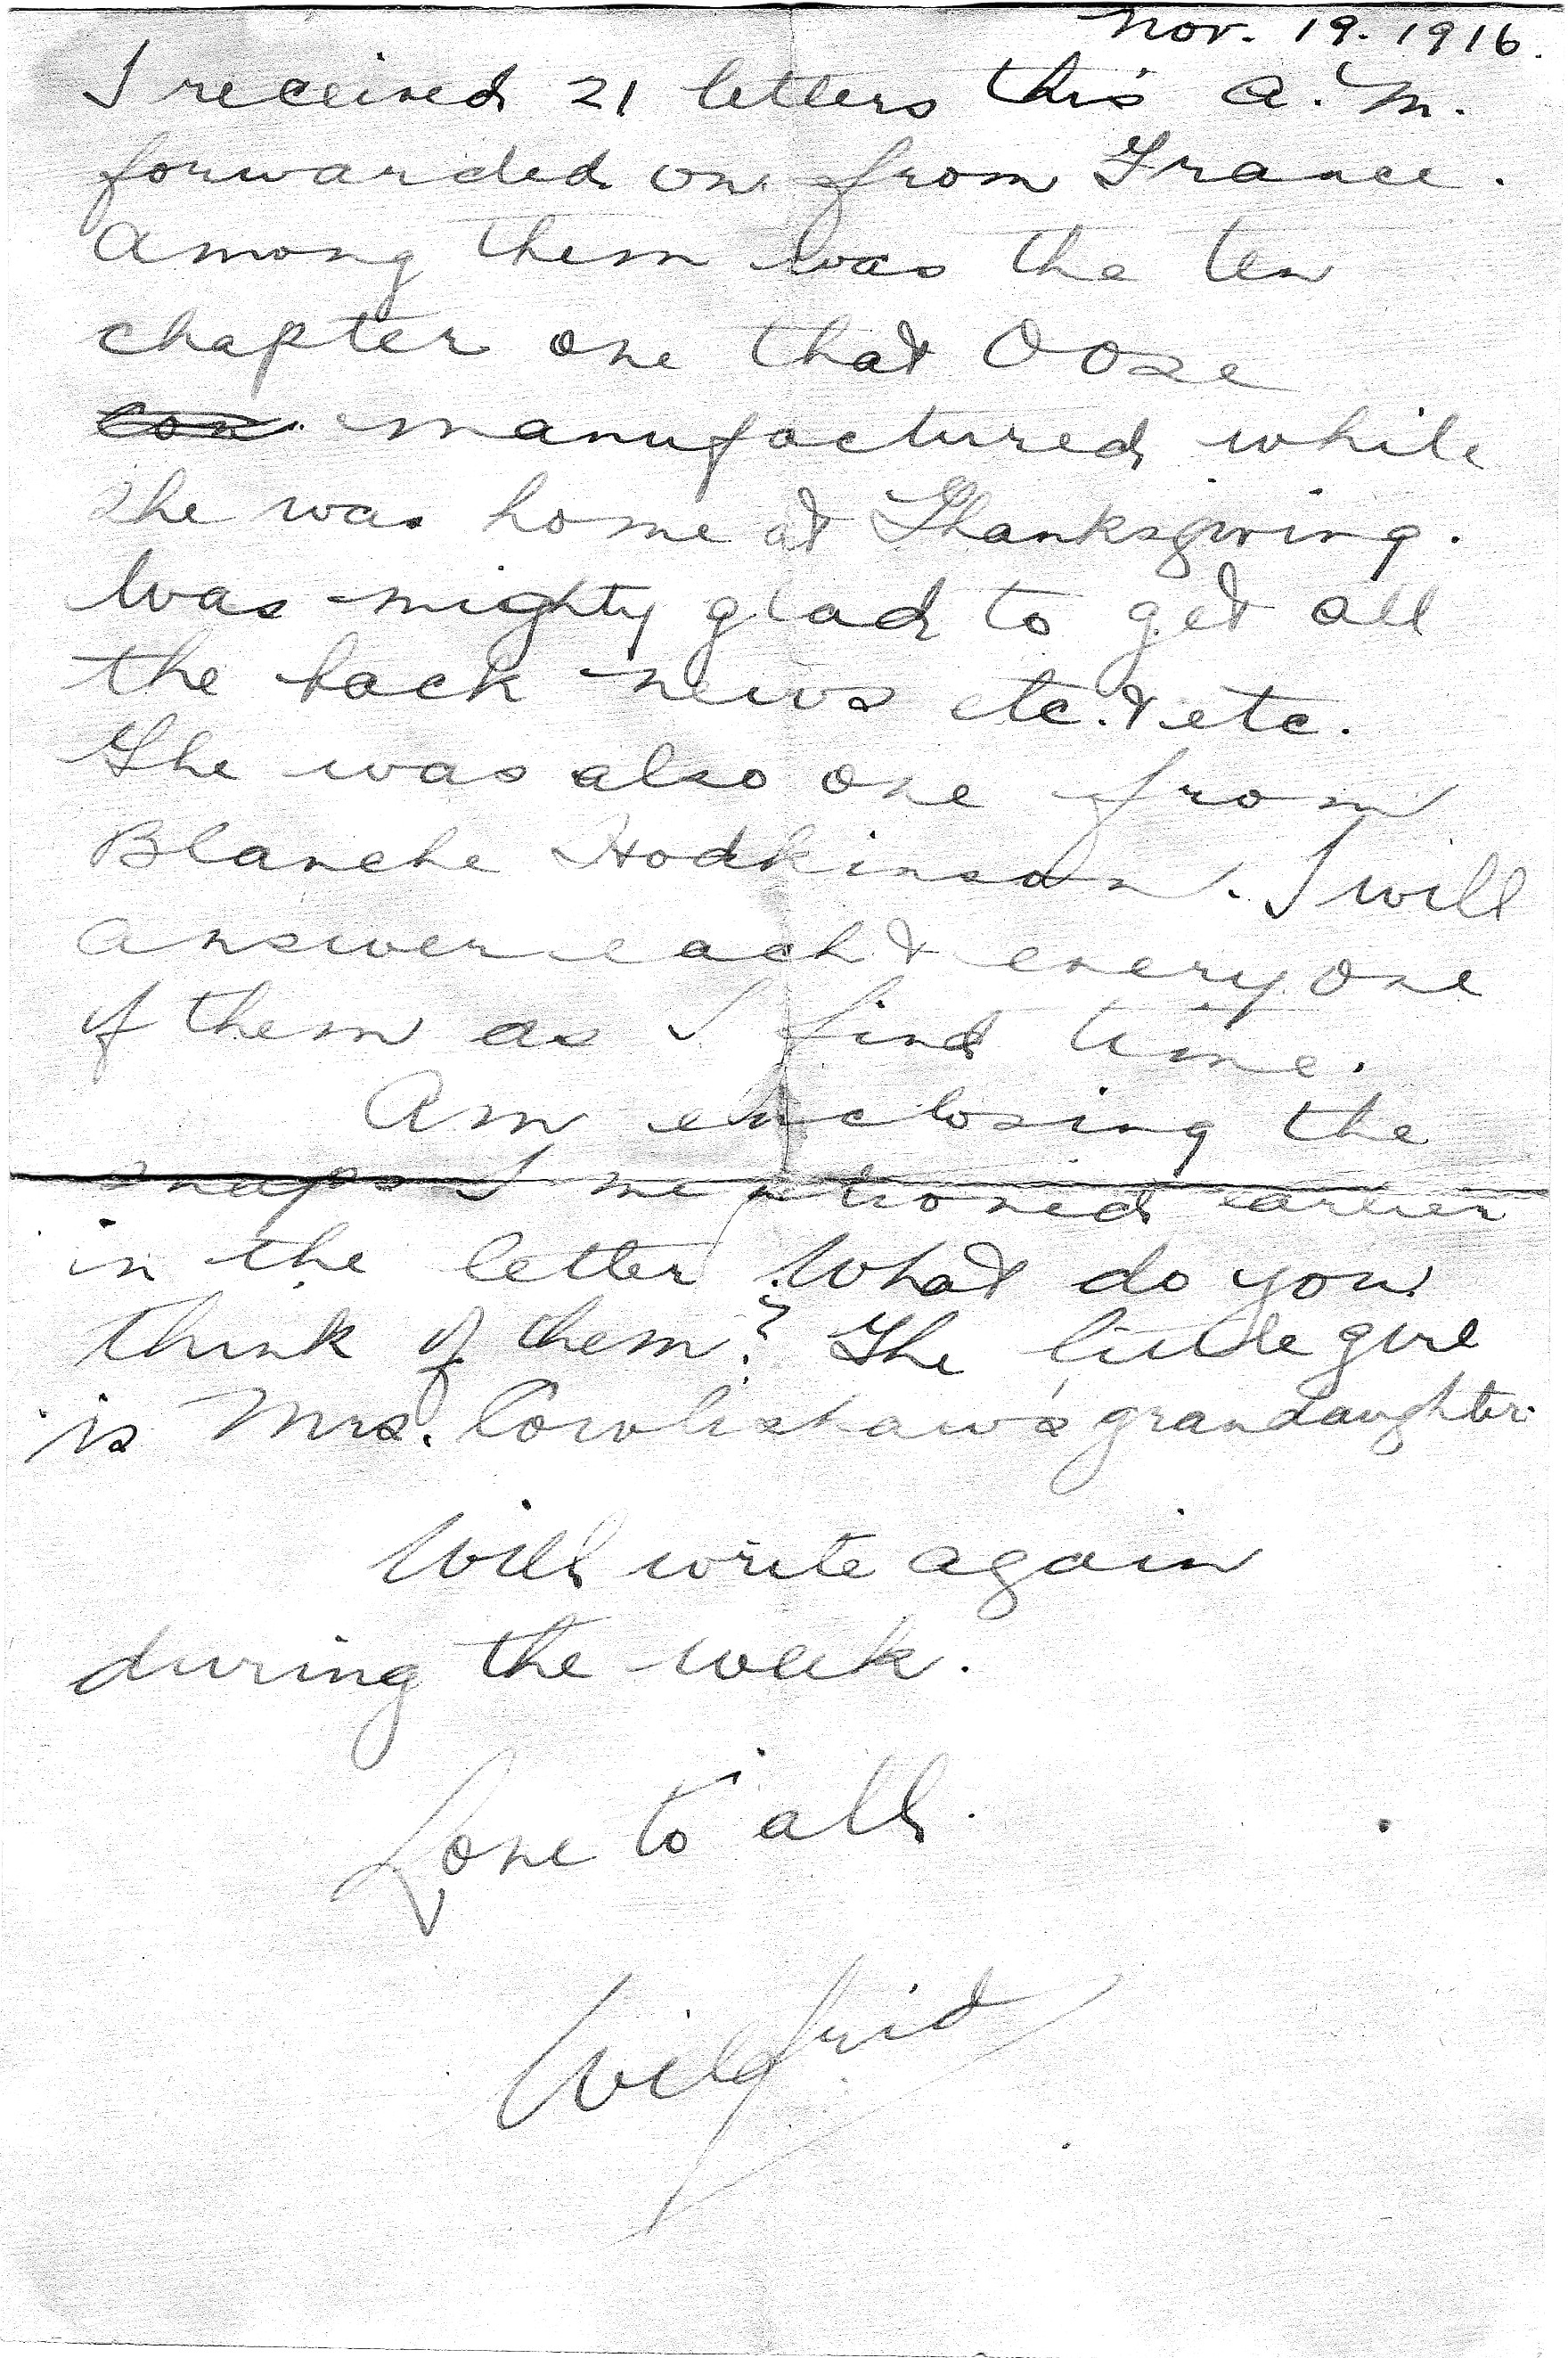 Nov. 19. 1916.
I received 21 letters this a.m.
forwarded on from France.
Among them was the ten
chapter one that Ooze
con manufactured while
she was home at Thanksgiving.
Was mighty glad to get all
the back news etc. & etc.
The was also one from
Blanche Hodkinson. I will
answer each & every one
of them as I find time.
Am enclosing the
snaps I mentioned earlier
in the letter. What do you
think of them? The little girl
is Mrs. Cowlishaw's grandaughter.
Will write again
during the week.
Love to all.
Wilfrid